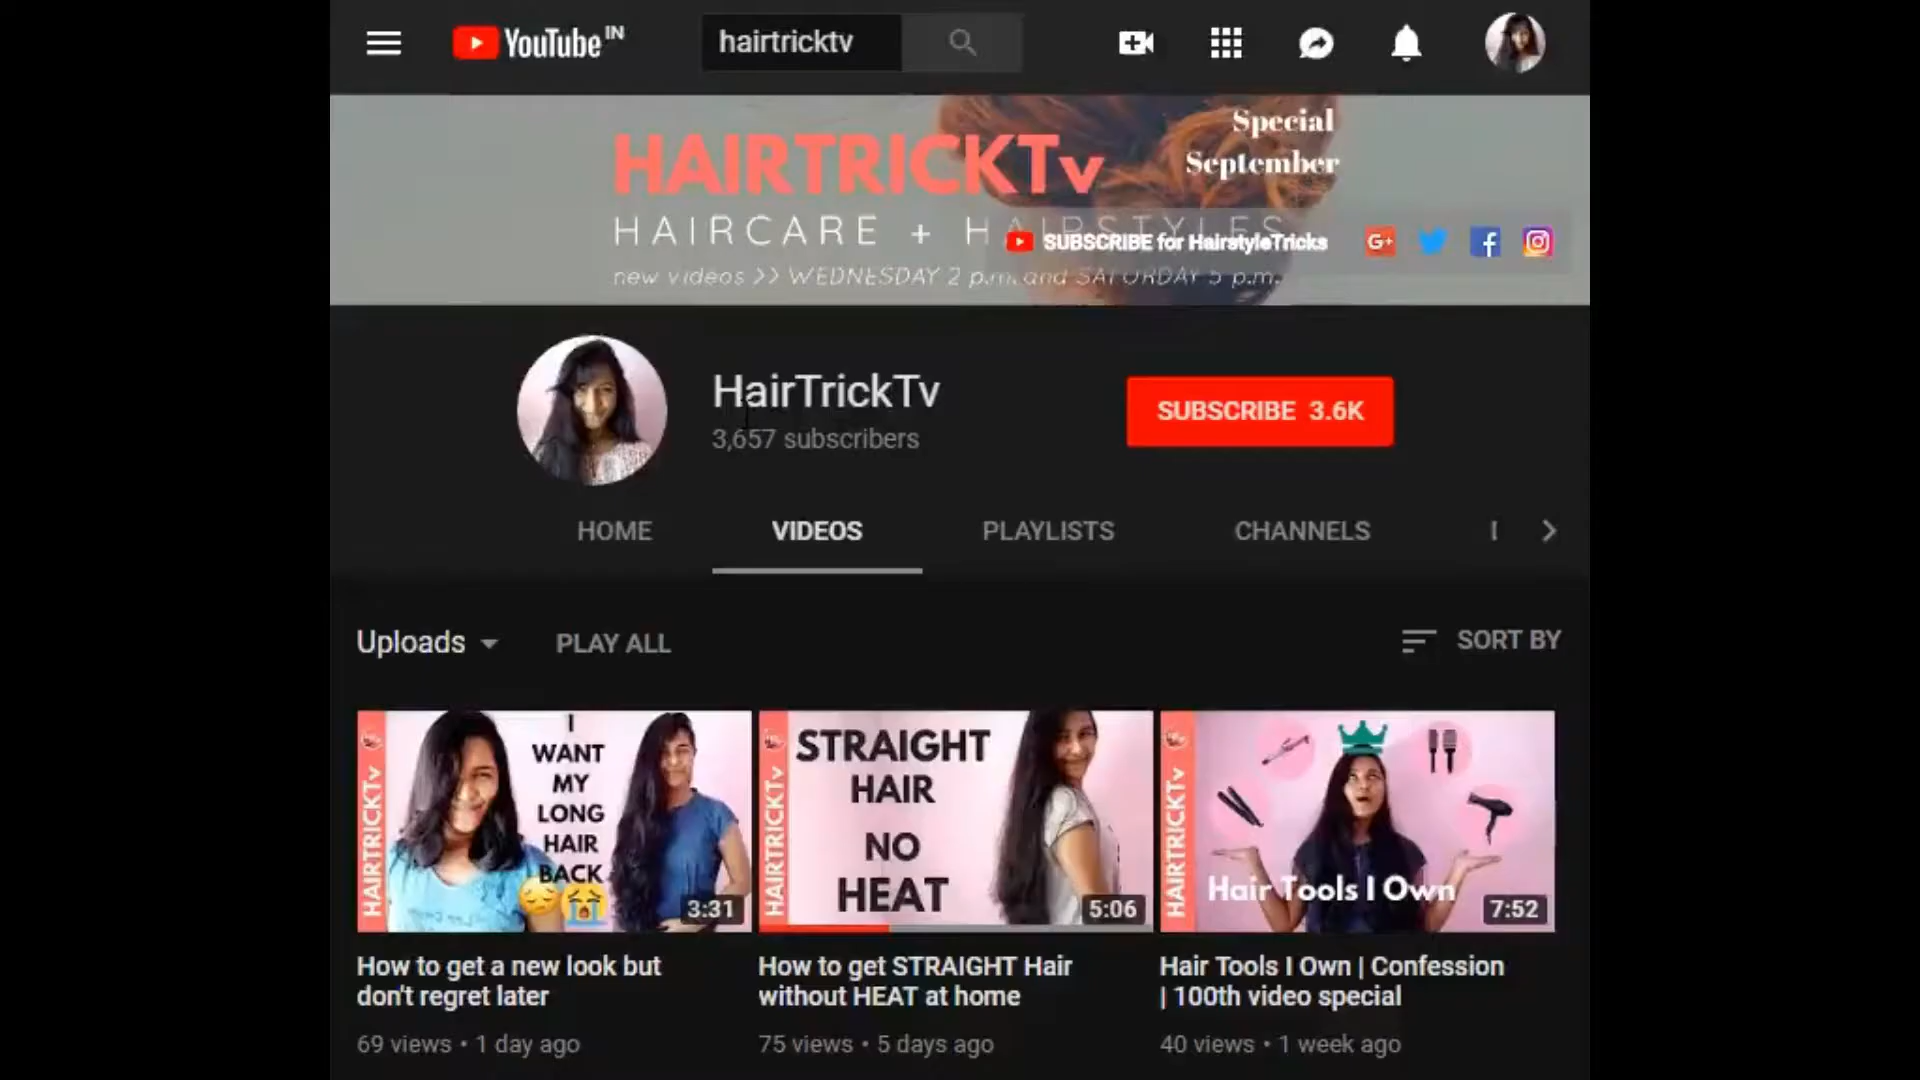 YouTube IN
hairtricktv
Special
September
HAIRTRICKTv
HAIRCARE + HAIRSTYLES
SUBSCRIBE for HairstyleTricks
G+
new videos >> WEDNESDAY 2 p.m. and SATURDAY 5 p.m.
HairTrickTv
3,657 subscribers
SUBSCRIBE 3.6K
HOME VIDEOS PLAYLISTS CHANNELS
Uploads PLAY ALL SORT BY
HAIRTRICKTv
I
WANT
MY
LONG
HAIR
BACK
3:31
HAIRTRICKTv
STRAIGHT
HAIR
NO
HEAT
5:06
HAIRTRICKTv
Hair Tools I Own
7:52
How to get a new look but
don't regret later
69 views • 1 day ago
How to get STRAIGHT Hair
without HEAT at home
75 views • 5 days ago
Hair Tools I Own | Confession
| 100th video special
40 views • 1 week ago